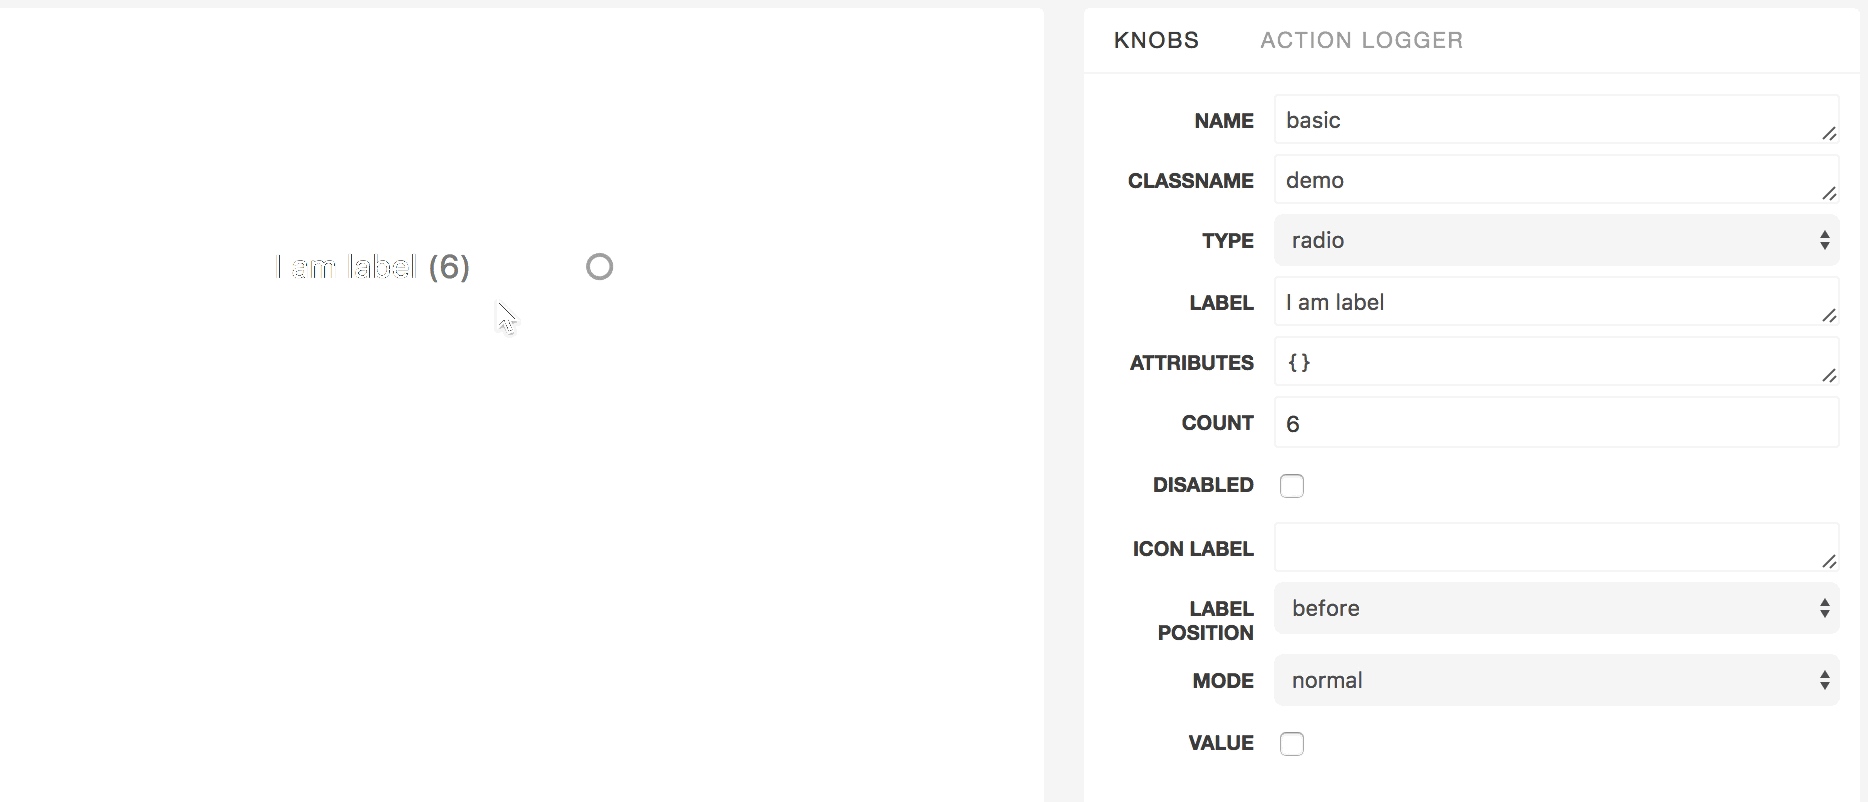 I am label (6)
KNOBS ACTION LOGGER
NAME basic
CLASSNAME demo
TYPE radio
LABEL I am label
ATTRIBUTES {}
COUNT 6
DISABLED
ICON LABEL
LABEL POSITION before
MODE normal
VALUE